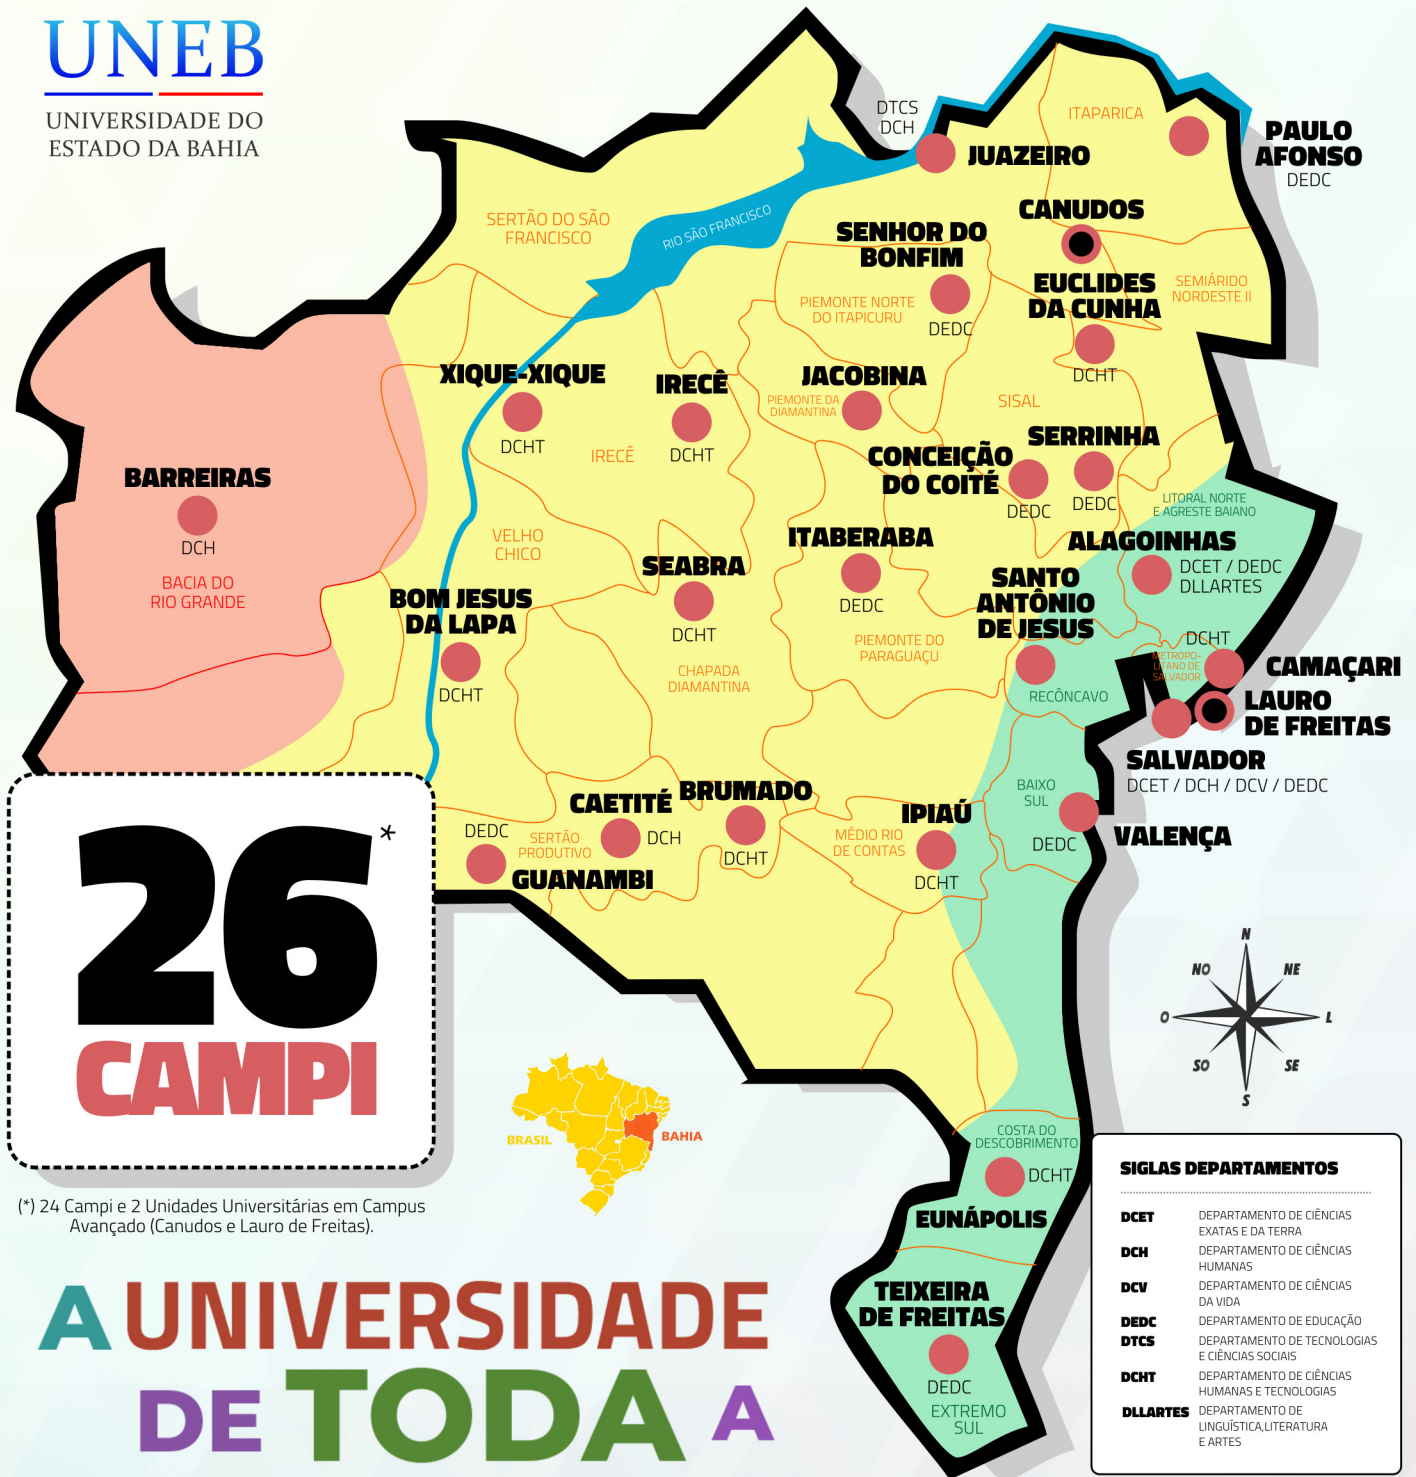 UNEB
UNIVERSIDADE DO
ESTADO DA BAHIA
DTCS
DCH
JUAZEIRO
ITAPARICA
PAULO
AFONSO
DEDC
SERTÃO DO SÃO
FRANCISCO
RIO SÃO FRANCISCO
CANUDOS
SENHOR DO
BONFIM
DEDC
PIEMONTE NORTE
DO ITAPICURU
EUCLIDES
DA CUNHA
DCHT
SEMIÁRIDO
NORDESTE II
XIQUE-XIQUE
DCHT
IRECÊ
DCHT
IRECÊ
JACOBINA
PIEMONTE DA
DIAMANTINA
SISAL
SERRINHA
DEDC
CONCEIÇÃO
DO COITÉ
DEDC
BARREIRAS
DCH
BACIA DO
RIO GRANDE
LITORAL NORTE
E AGRESTE BAIANO
VELHO
CHICO
ITABERABA
DEDC
ALAGOINHAS
DCET / DEDC
DLLARTES
SEABRA
DCHT
SANTO
ANTÔNIO
DE JESUS
BOM JESUS
DA LAPA
DCHT
PIEMONTE DO
PARAGUAÇU
CHAPADA
DIAMANTINA
RECÔNCAVO
DCHT
METROPO-
LITANO DE
SALVADOR
CAMAÇARI
LAURO
DE FREITAS
SALVADOR
DCET / DCH / DCV / DEDC
BAIXO
SUL
DEDC
VALENÇA
CAETITÉ
DCH
BRUMADO
DCHT
IPIAÚ
DCHT
MÉDIO RIO
DE CONTAS
DEDC
GUANAMBI
SERTÃO
PRODUTIVO
26*
CAMPI
(*) 24 Campi e 2 Unidades Universitárias em Campus
Avançado (Canudos e Lauro de Freitas).
N
NO
NE
O
L
SO
SE
S
BRASIL
BAHIA
COSTA DO
DESCOBRIMENTO
DCHT
EUNÁPOLIS
TEIXEIRA
DE FREITAS
DEDC
EXTREMO
SUL
SIGLAS DEPARTAMENTOS
DCET DEPARTAMENTO DE CIÊNCIAS
EXATAS E DA TERRA
DCH DEPARTAMENTO DE CIÊNCIAS
HUMANAS
DCV DEPARTAMENTO DE CIÊNCIAS
DA VIDA
DEDC DEPARTAMENTO DE EDUCAÇÃO
DTCS DEPARTAMENTO DE TECNOLOGIAS
E CIÊNCIAS SOCIAIS
DCHT DEPARTAMENTO DE CIÊNCIAS
HUMANAS E TECNOLOGIAS
DLLARTES DEPARTAMENTO DE
LINGUÍSTICA,LITERATURA
E ARTES
A UNIVERSIDADE
DE TODA A